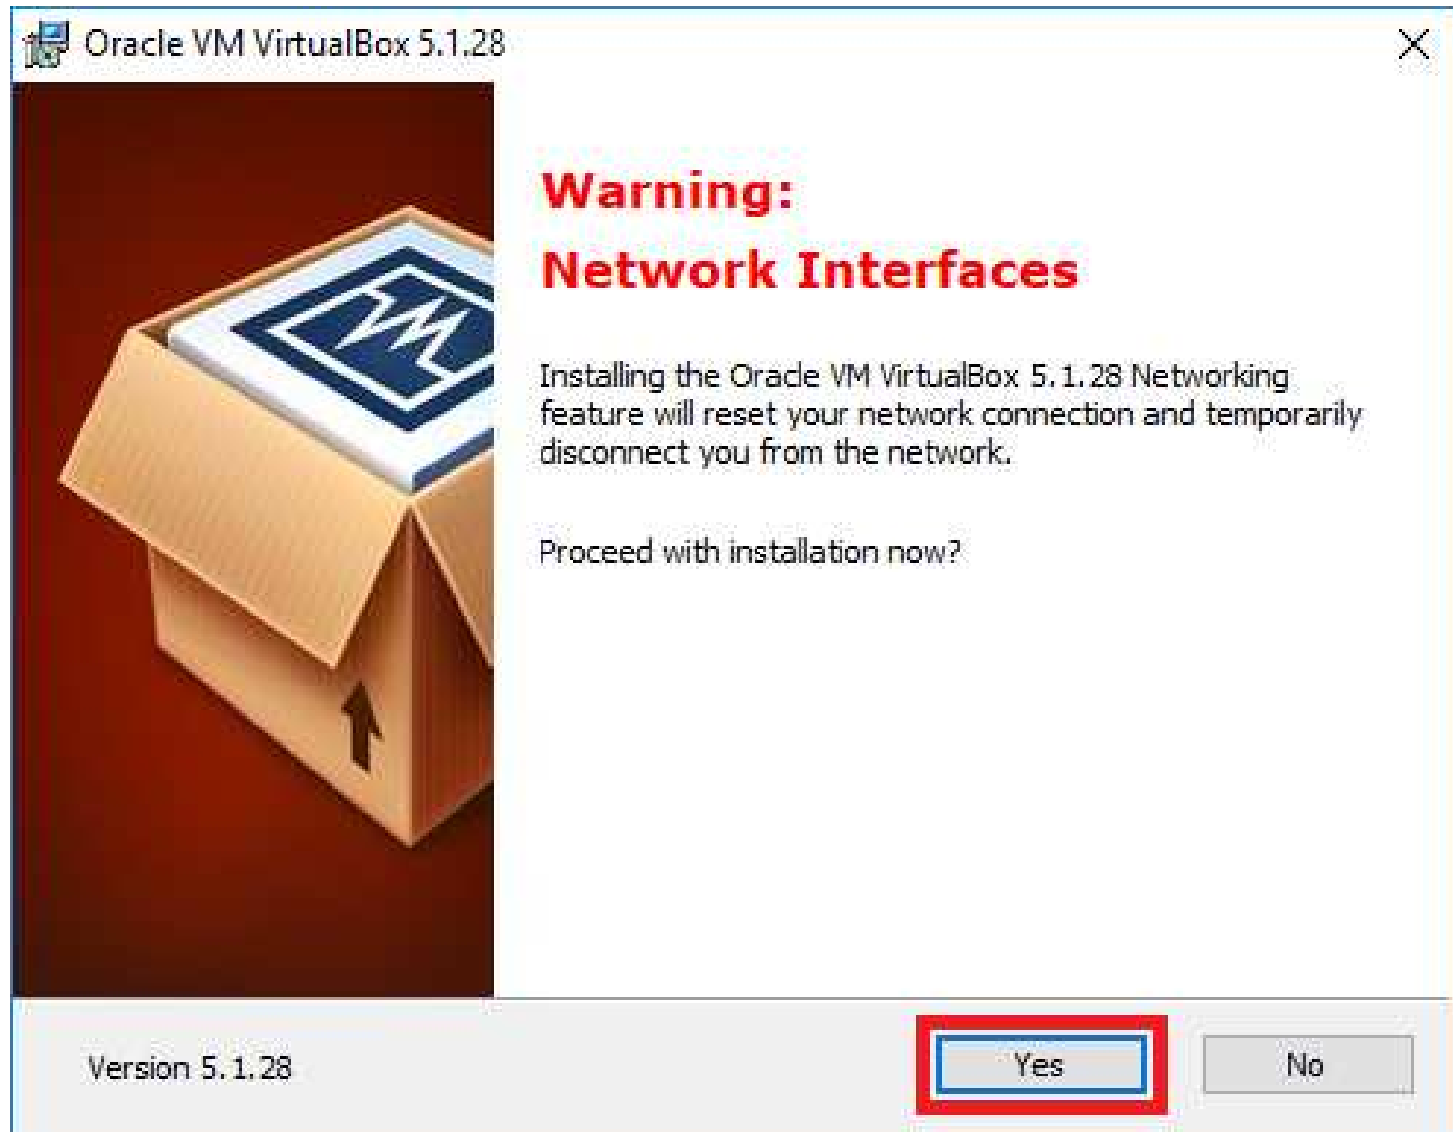 Oracle VM VirtualBox 5.1.28
Warning:
Network Interfaces
Installing the Oracle VM VirtualBox 5.1.28 Networking
feature will reset your network connection and temporarily
disconnect you from the network.
Proceed with installation now?
Version 5.1.28
Yes
No